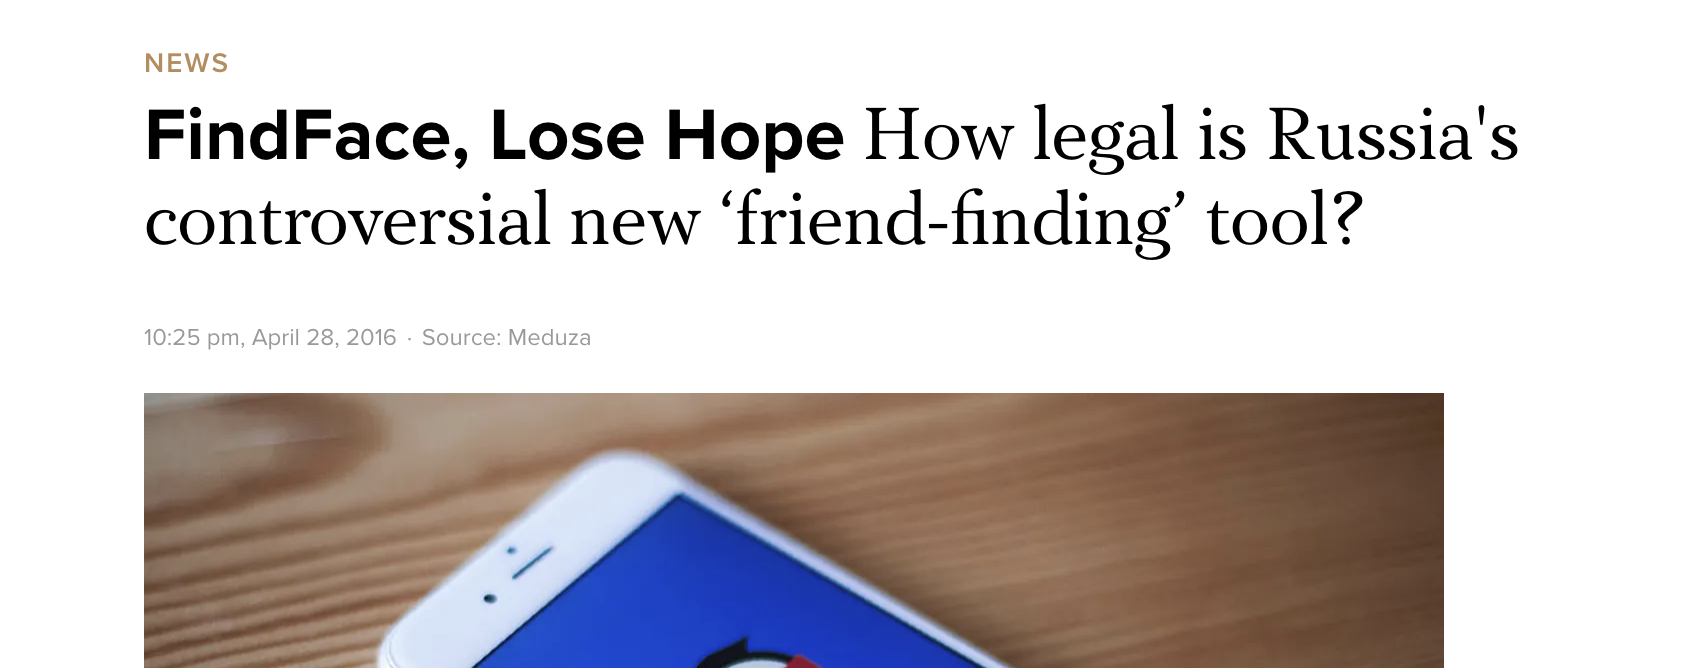 NEWS
FindFace, Lose Hope How legal is Russia's
controversial new ‘friend-finding’ tool?
10:25 pm, April 28, 2016 · Source: Meduza